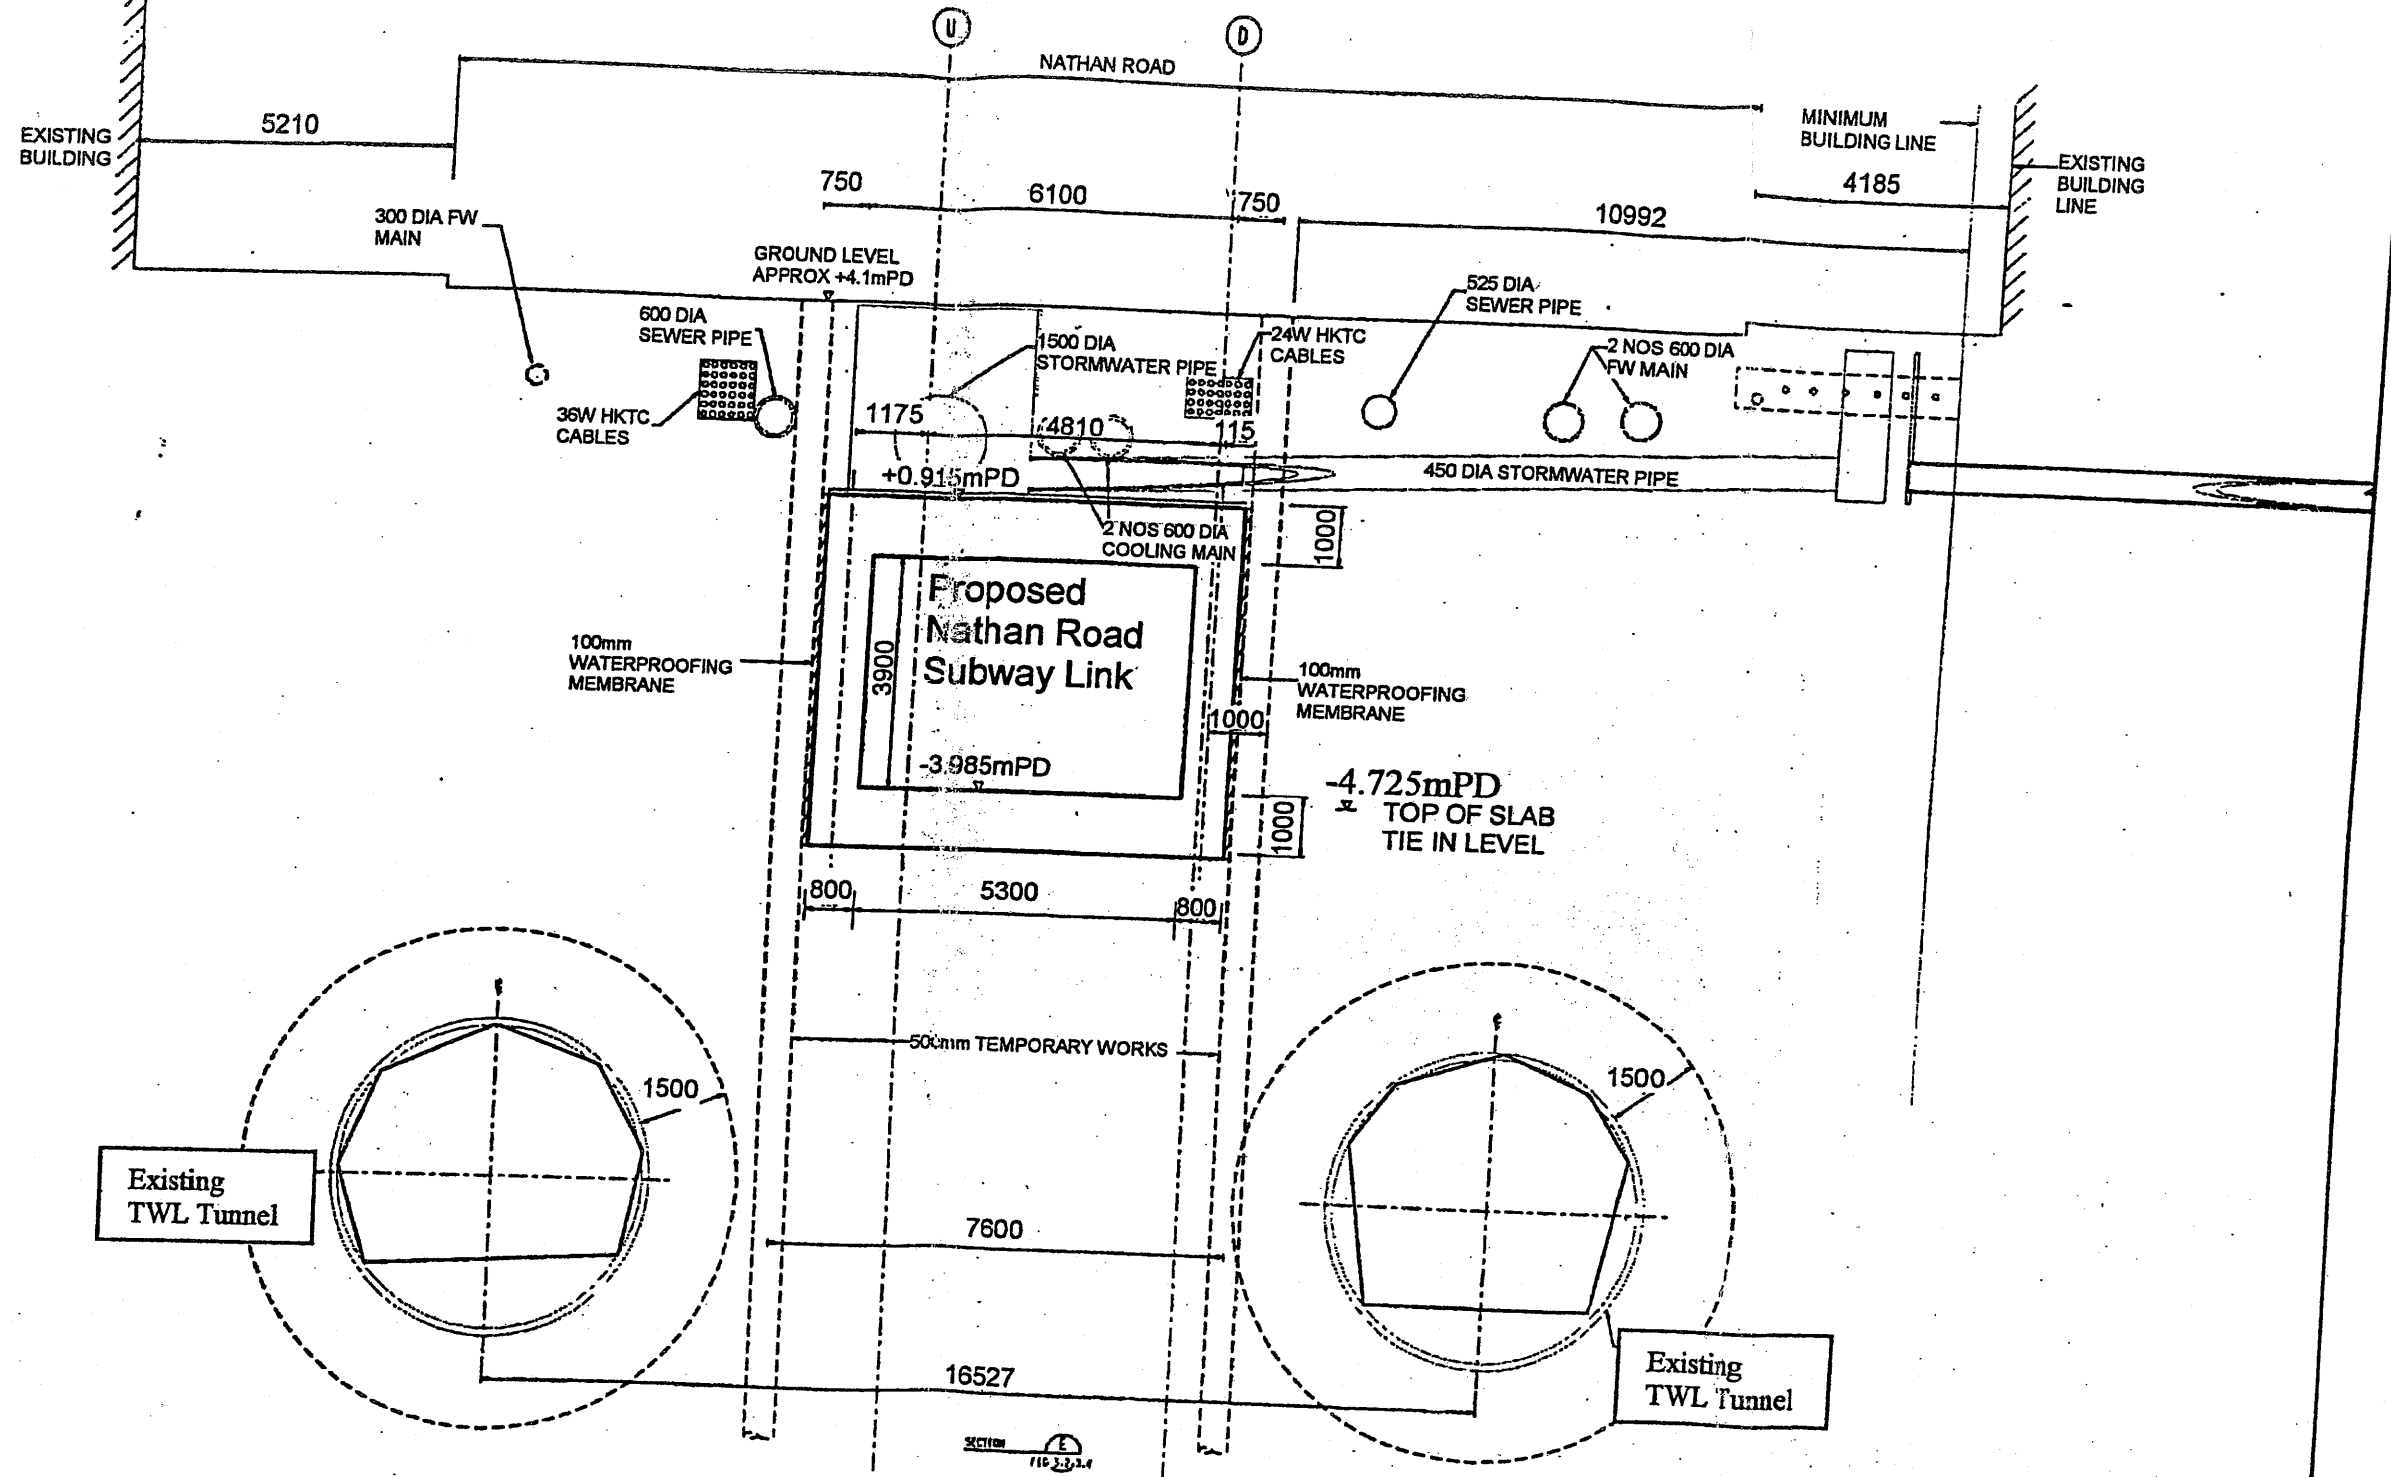 U
D
NATHAN ROAD
5210
EXISTING
BUILDING
MINIMUM
BUILDING LINE
EXISTING
BUILDING
LINE
4185
750
6100
750
10992
300 DIA FW
MAIN
GROUND LEVEL
APPROX +4.1mPD
600 DIA
SEWER PIPE
525 DIA
SEWER PIPE
1500 DIA
STORMWATER PIPE
24W HKTC
CABLES
2 NOS 600 DIA
FW MAIN
36W HKTC
CABLES
1175
4810
115
+0.915mPD
450 DIA STORMWATER PIPE
2 NOS 600 DIA
COOLING MAIN
1000
Proposed
Nathan Road
Subway Link
3900
100mm
WATERPROOFING
MEMBRANE
100mm
WATERPROOFING
MEMBRANE
1000
-3.985mPD
-4.725mPD
TOP OF SLAB
TIE IN LEVEL
1000
800
5300
800
500mm TEMPORARY WORKS
1500
1500
Existing
TWL Tunnel
7600
16527
Existing
TWL Tunnel
SECTION
E